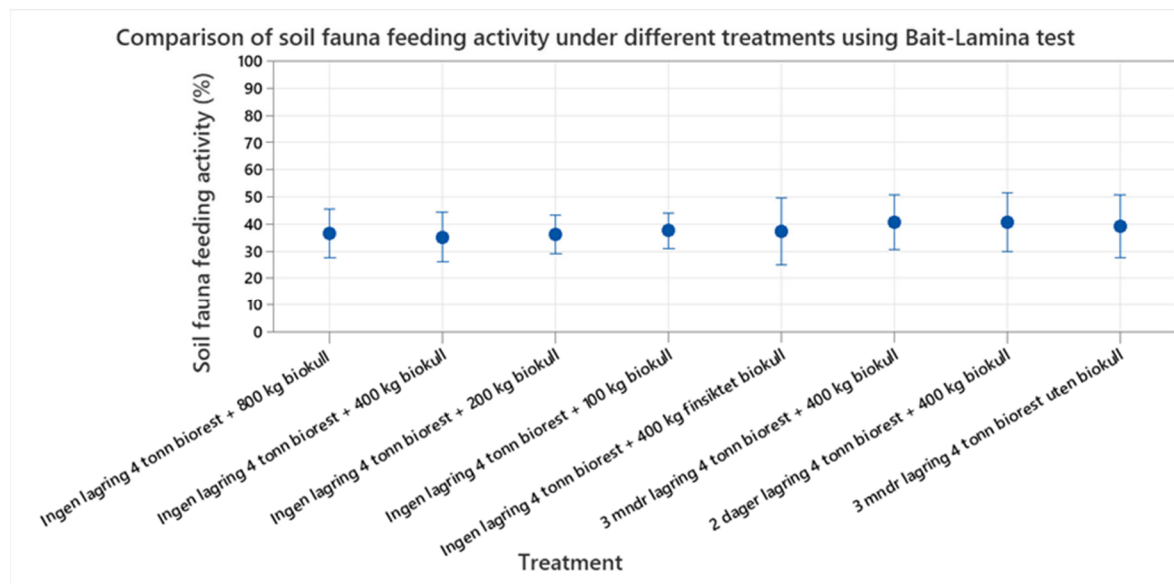 Comparison of soil fauna feeding activity under different treatments using Bait-Lamina test
Soil fauna feeding activity (%)
100
90
80
70
60
50
40
30
20
10
0
Ingen lagring 4 tonn biorest + 800 kg biokull
Ingen lagring 4 tonn biorest + 400 kg biokull
Ingen lagring 4 tonn biorest + 200 kg biokull
Ingen lagring 4 tonn biorest + 100 kg biokull
Ingen lagring 4 tonn biorest + 400 kg finsiktet biokull
3 mndr lagring 4 tonn biorest + 400 kg biokull
2 dager lagring 4 tonn biorest + 400 kg biokull
3 mndr lagring 4 tonn biorest uten biokull
Treatment